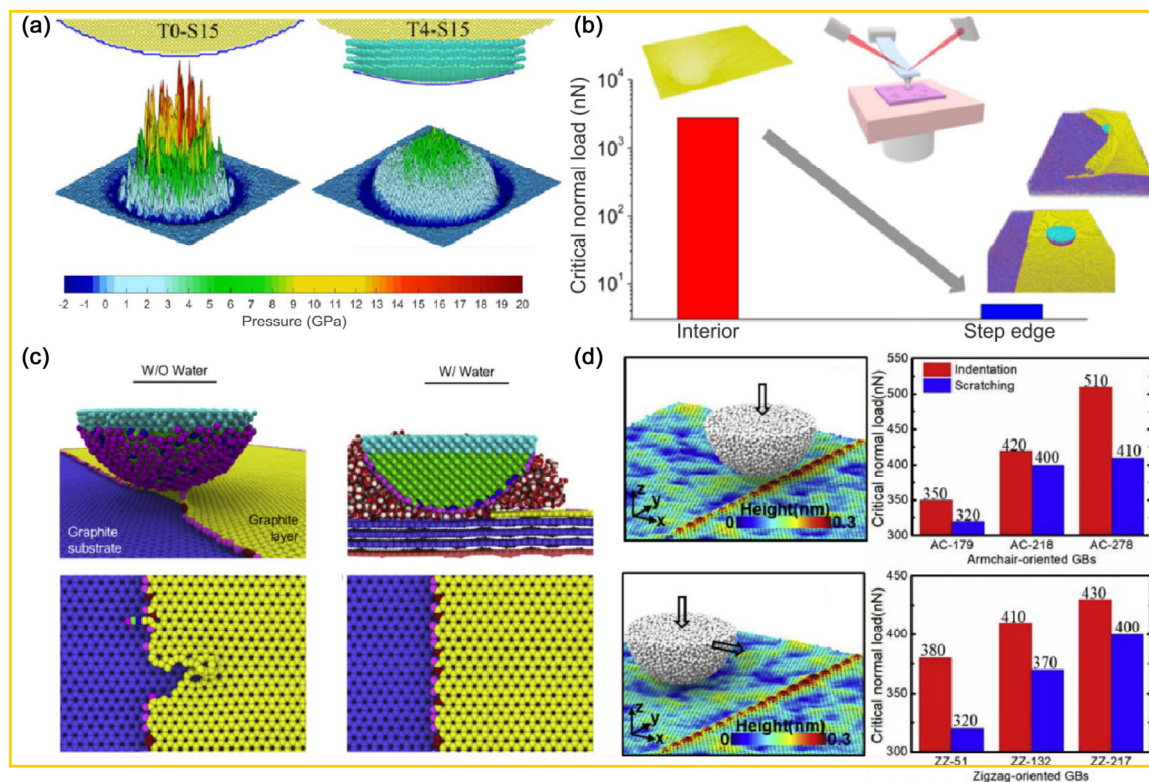 (a)
T0-S15
T4-S15
-2 -1 0 1 2 3 4 5 6 7 8 9 10 11 12 13 14 15 16 17 18 19 20
Pressure (GPa)
(b)
Critical normal load (nN)
10⁴
10³
10²
10¹
Interior
Step edge
(c)
W/O Water
W/ Water
Graphite
substrate
Graphite
layer
(d)
z
y
x
Height(nm)
0
0.3
Critical normal load(nN)
550
500
450
400
350
300
Indentation
Scratching
350
320
420
400
510
410
AC-179
AC-218
AC-278
Armchair-oriented GBs
z
y
x
Height(nm)
0
0.3
Critical normal load(nN)
450
400
350
300
380
320
410
370
430
400
ZZ-51
ZZ-132
ZZ-217
Zigzag-oriented GBs